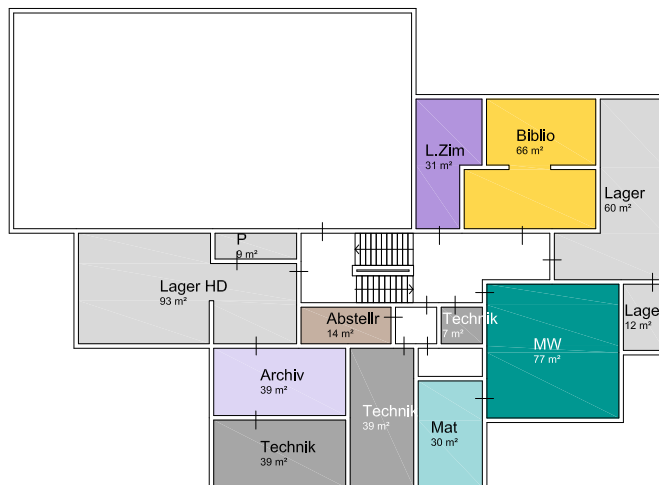 Biblio
66 m²
L.Zim
31 m²
Lager
60 m²
P
9 m²
Lager HD
93 m²
Abstellr
14 m²
Technik
7 m²
Lage
12 m²
MW
77 m²
Archiv
39 m²
Technik
39 m²
Mat
30 m²
Technik
39 m²